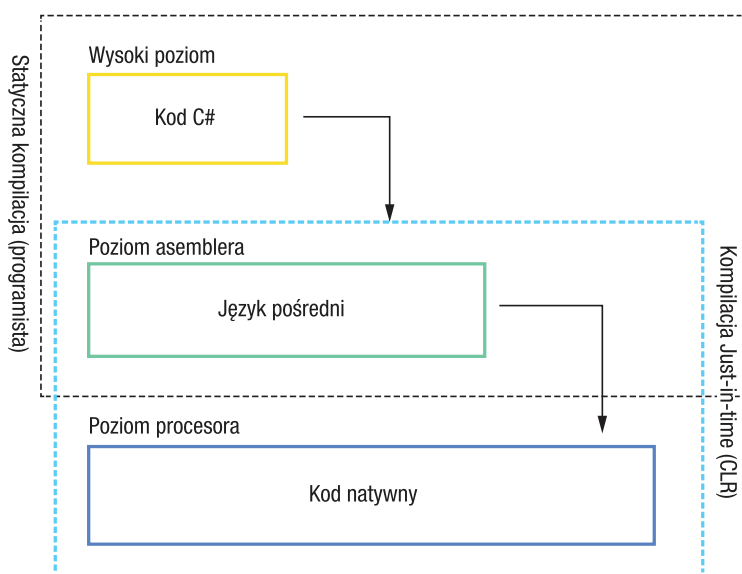 Wysoki poziom
Kod C#
Statyczna kompilacja (programista)
Poziom asemblera
Język pośredni
Kompilacja Just-in-time (CLR)
Poziom procesora
Kod natywny